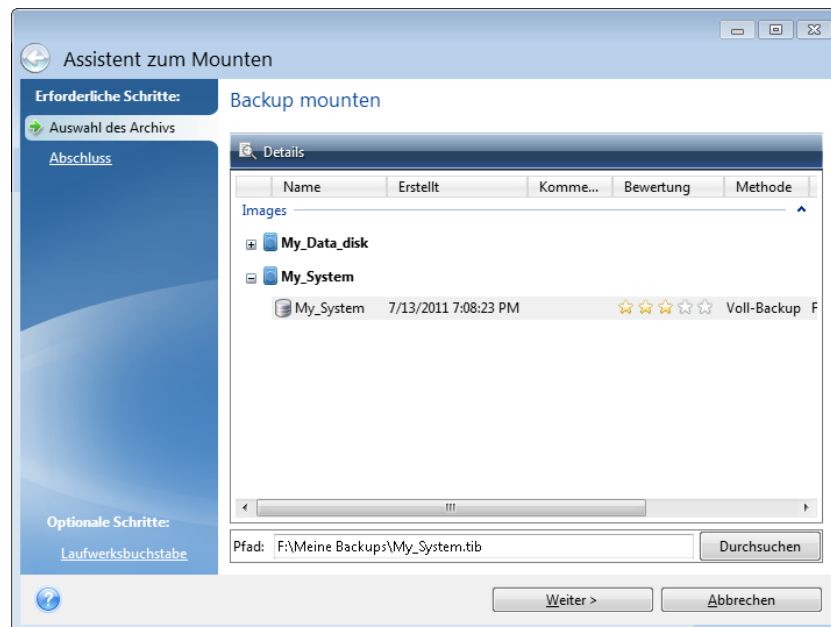 Assistent zum Mounten
Erforderliche Schritte:
Auswahl des Archivs
Abschluss
Optionale Schritte:
Laufwerksbuchstabe
Backup mounten
Details
Name Erstellt Komme... Bewertung Methode
Images
My_Data_disk
My_System
My_System 7/13/2011 7:08:23 PM Voll-Backup F
Pfad: F:\Meine Backups\My_System.tib Durchsuchen
Weiter > Abbrechen